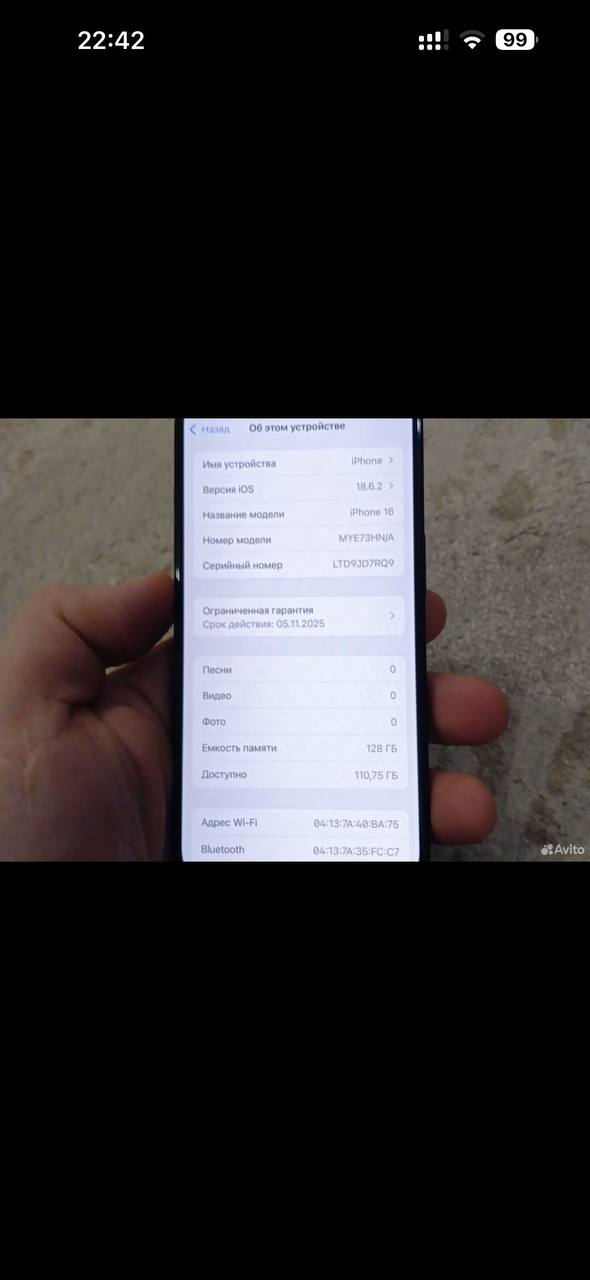 22:42 99
Назад Об этом устройстве
Имя устройства iPhone
Версия iOS 18.6.2
Название модели iPhone 16
Номер модели MYE73HN/A
Серийный номер LTD9JD7RQ9
Ограниченная гарантия
Срок действия: 05.11.2025
Песни 0
Видео 0
Фото 0
Емкость памяти 128 ГБ
Доступно 110,75 ГБ
Адрес Wi-Fi 04:13:7A:40:BA:75
Bluetooth 04:13:7A:35:FC:C7
Avito